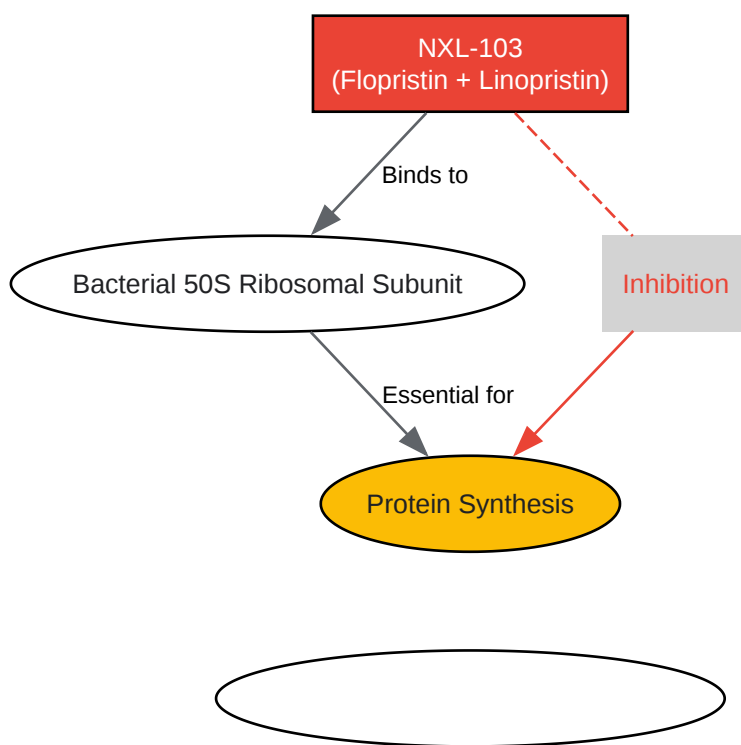 NXL-103
(Flopristin + Linopristin)
Binds to
Bacterial 50S Ribosomal Subunit
Inhibition
Essential for
Protein Synthesis